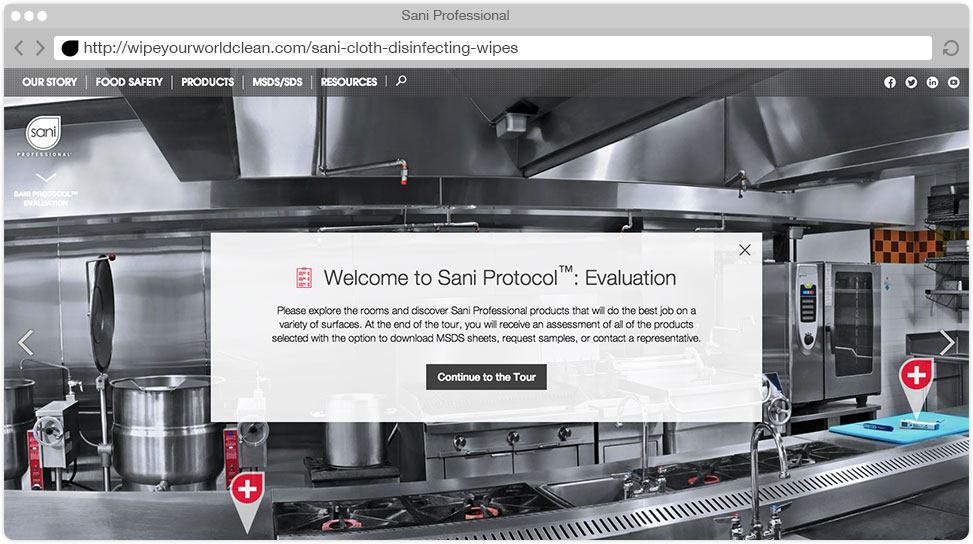 Sani Professional
http://wipeyourworldclean.com/sani-cloth-disinfecting-wipes
OUR STORY | FOOD SAFETY | PRODUCTS | MSDS/SDS | RESOURCES |
sani
PROFESSIONAL
SANI PROTOCOL™
EVALUATION
Welcome to Sani Protocol™: Evaluation
Please explore the rooms and discover Sani Professional products that will do the best job on a
variety of surfaces. At the end of the tour, you will receive an assessment of all of the products
selected with the option to download MSDS sheets, request samples, or contact a representative.
Continue to the Tour